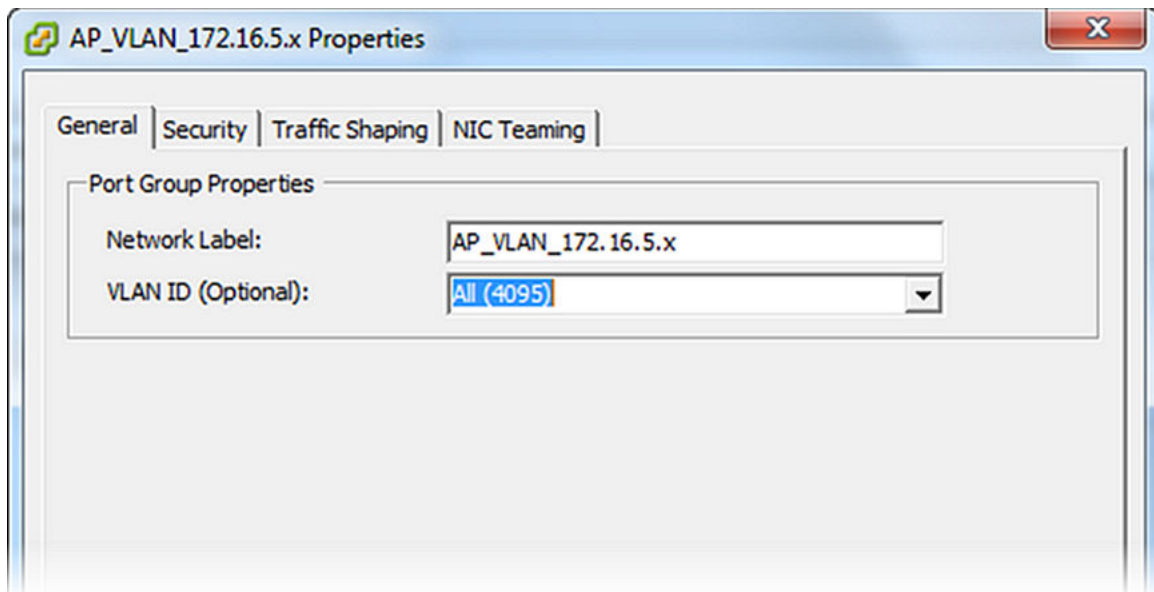 AP_VLAN_172.16.5.x Properties
General Security Traffic Shaping NIC Teaming
Port Group Properties
Network Label: AP_VLAN_172.16.5.x
VLAN ID (Optional): All (4095)